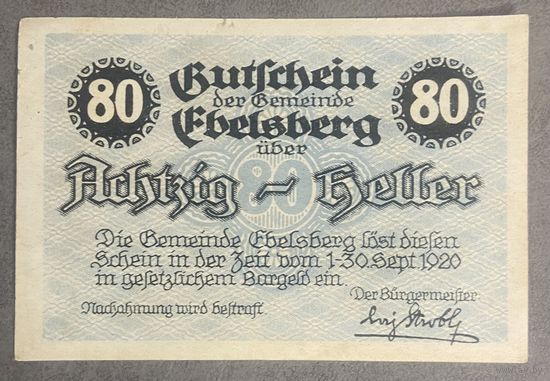 80 Gutschein 80
der Gemeinde
Ebelsberg
über
Achtzig - Heller
80
Die Gemeinde Ebelsberg löst diesen
Schein in der Zeit vom 1-30. Sept 1920
in gesetzlichem Bargeld ein.
Der Bürgermeister
Nachahmung wird bestraft.